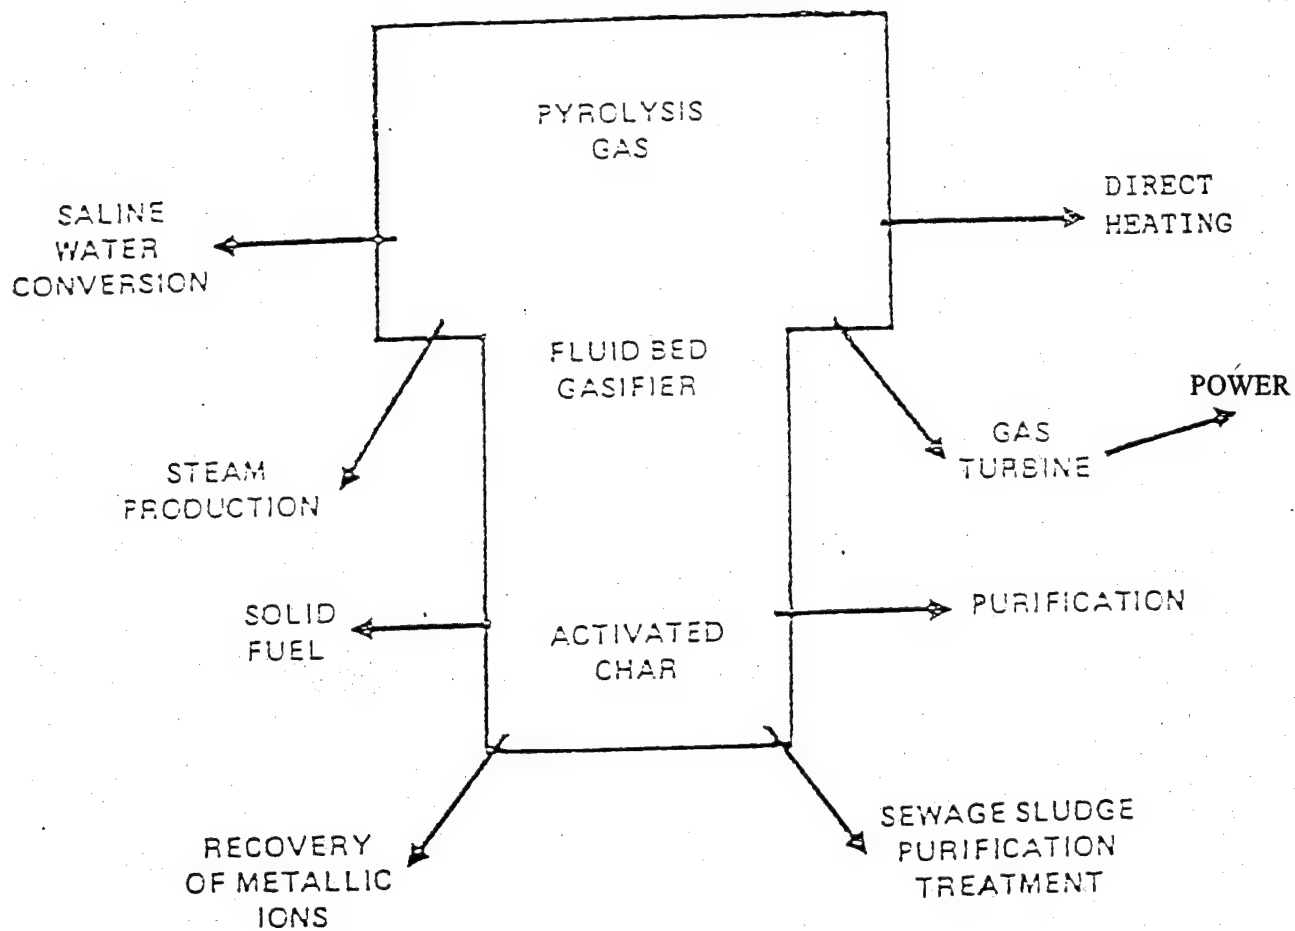 PYROLYSIS
GAS
SALINE
WATER
CONVERSION
DIRECT
HEATING
FLUID BED
GASIFIER
POWER
GAS
TURBINE
STEAM
PRODUCTION
SOLID
FUEL
ACTIVATED
CHAR
PURIFICATION
RECOVERY
OF METALLIC
IONS
SEWAGE SLUDGE
PURIFICATION
TREATMENT